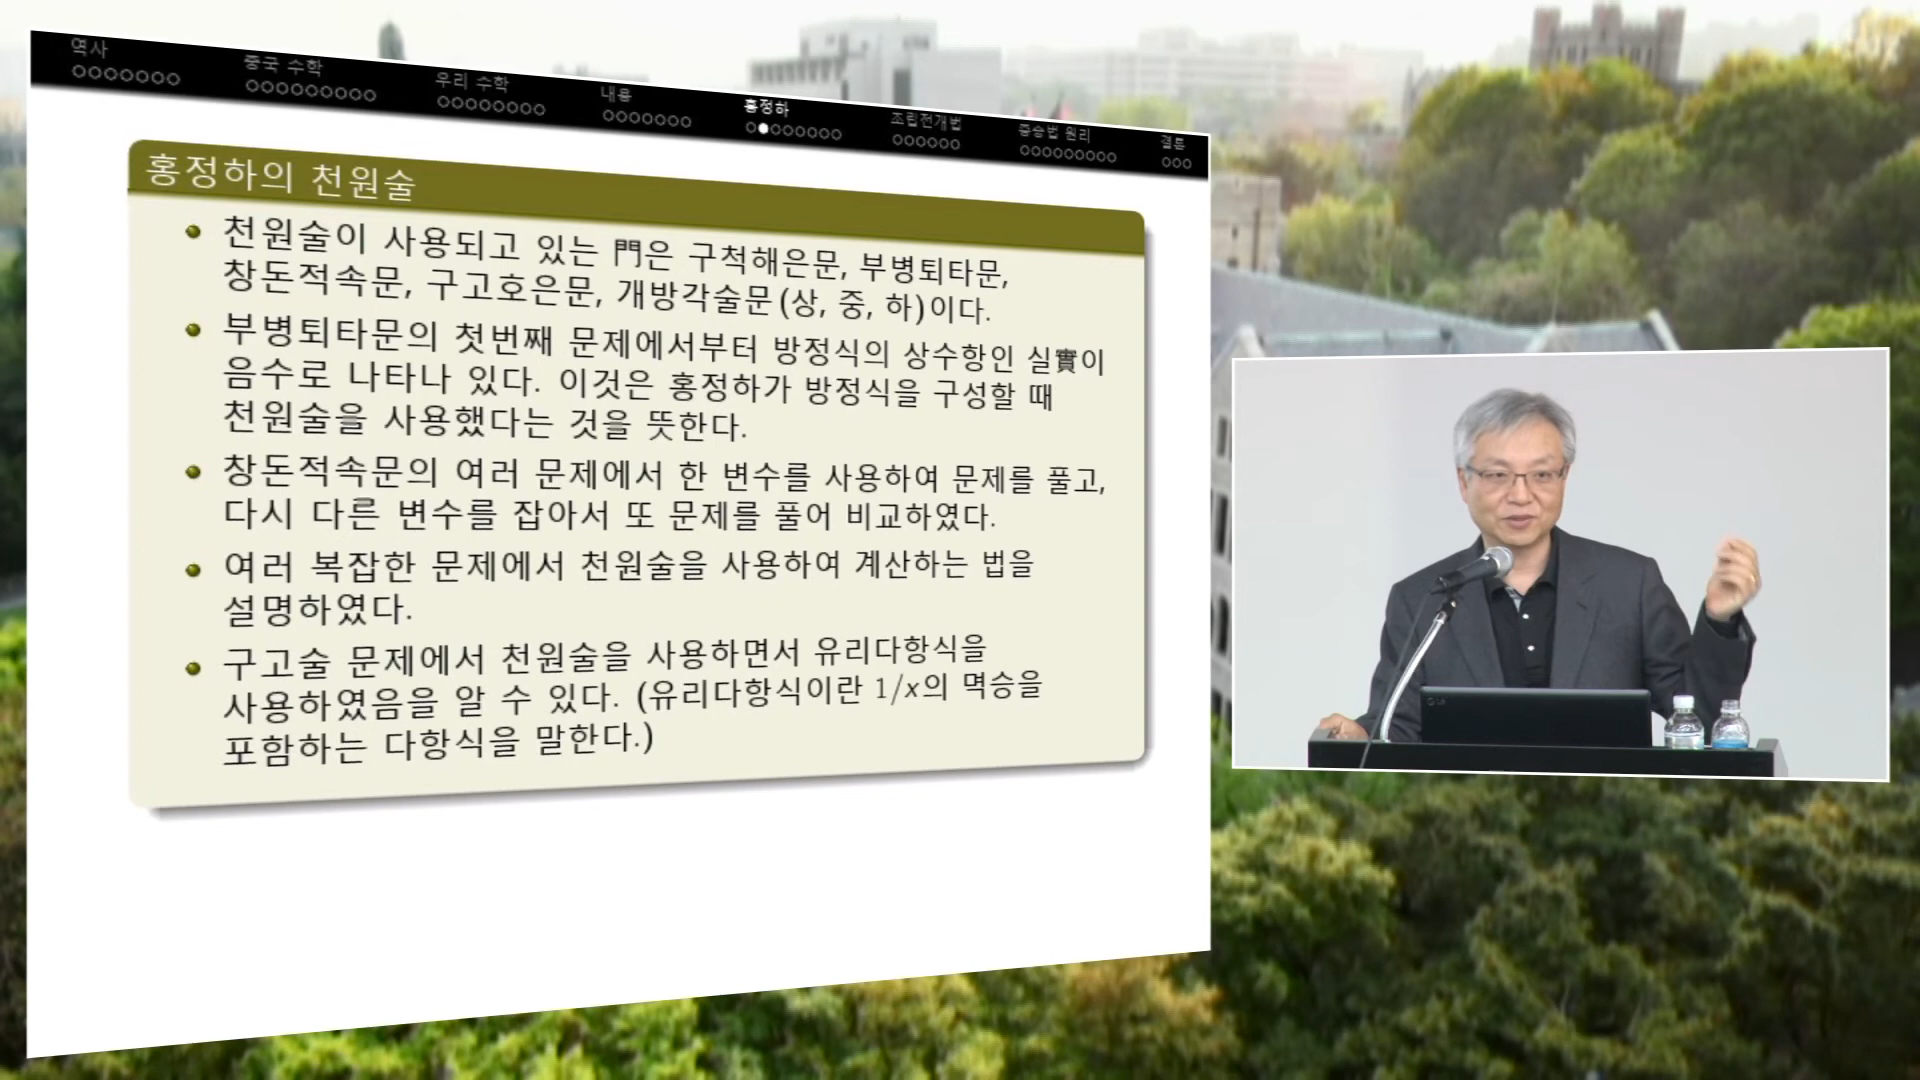 역사
중국 수학
우리 수학
내용
홍정하
조립전개법
증승법 원리
결론
홍정하의 천원술
천원술이 사용되고 있는 門은 구척해은문, 부병퇴타문,
창돈적속문, 구고호은문, 개방각술문(상, 중, 하)이다.
부병퇴타문의 첫번째 문제에서부터 방정식의 상수항인 실實이
음수로 나타나 있다. 이것은 홍정하가 방정식을 구성할 때
천원술을 사용했다는 것을 뜻한다.
창돈적속문의 여러 문제에서 한 변수를 사용하여 문제를 풀고,
다시 다른 변수를 잡아서 또 문제를 풀어 비교하였다.
여러 복잡한 문제에서 천원술을 사용하여 계산하는 법을
설명하였다.
구고술 문제에서 천원술을 사용하면서 유리다항식을
사용하였음을 알 수 있다. (유리다항식이란 1/x의 멱승을
포함하는 다항식을 말한다.)